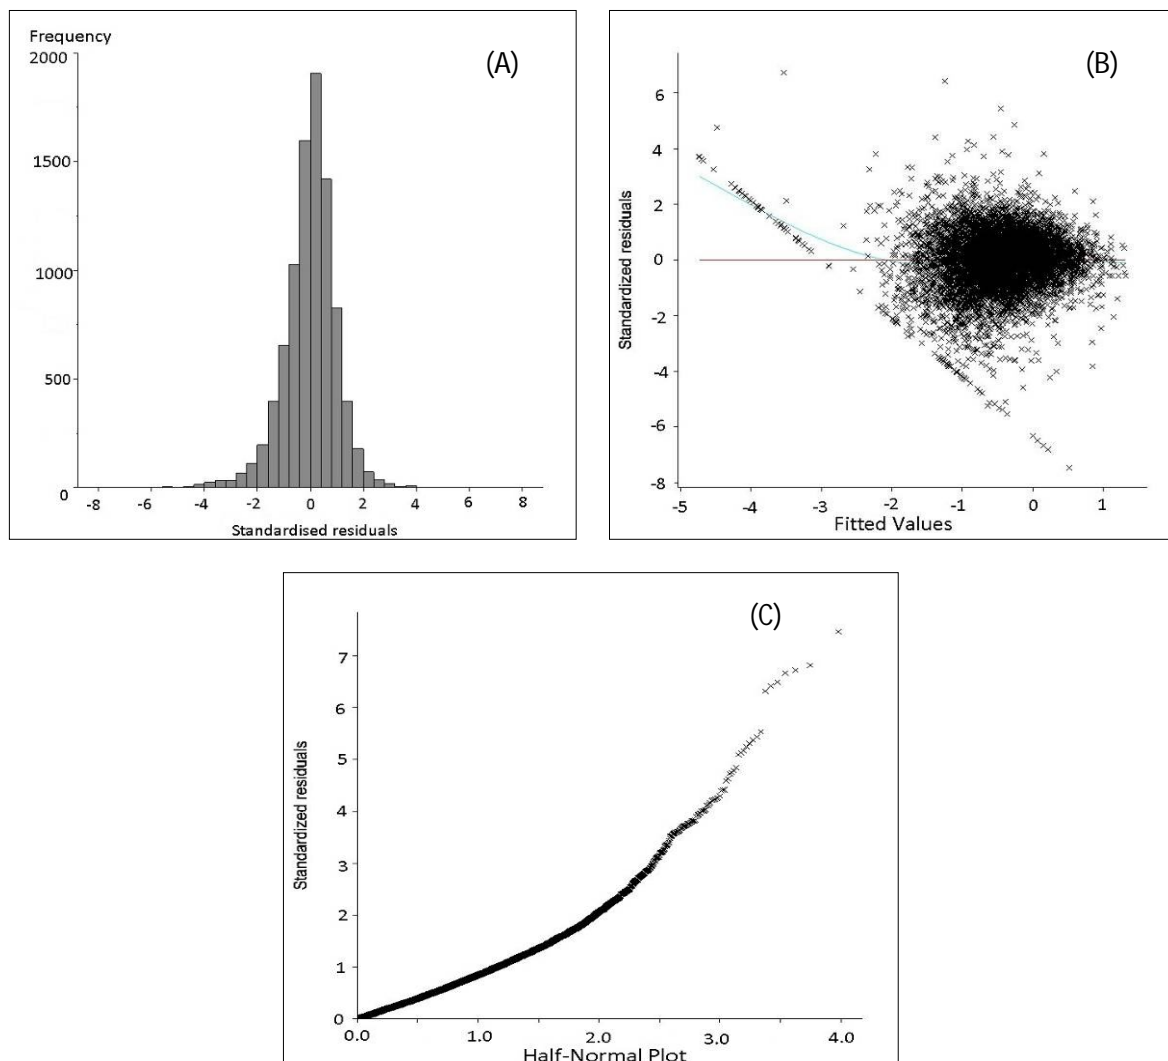 Frequency
(A)
2000
1500
1000
500
0
-8 -6 -4 -2 0 2 4 6 8
Standardised residuals
(B)
6
4
2
0
-2
-4
-6
-8
Standardized residuals
-5 -4 -3 -2 -1 0 1
Fitted Values
(C)
7
6
5
4
3
2
1
0
Standardized residuals
0.0 1.0 2.0 3.0 4.0
Half-Normal Plot